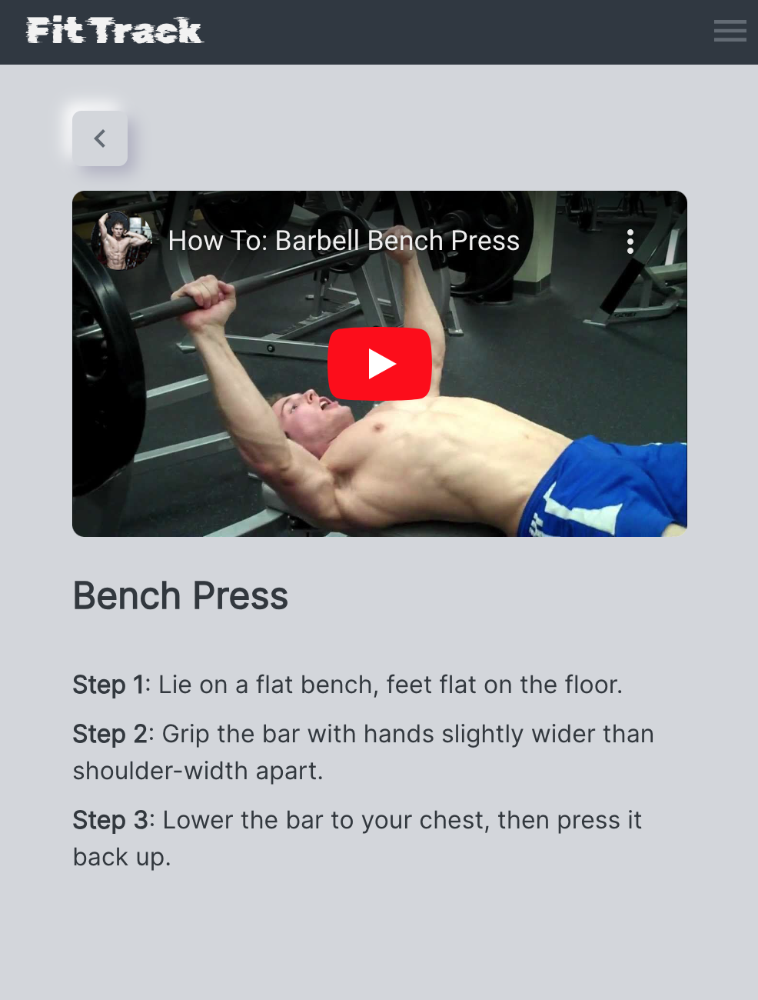 Fit Track
How To: Barbell Bench Press
Bench Press
Step 1: Lie on a flat bench, feet flat on the floor.
Step 2: Grip the bar with hands slightly wider than
shoulder-width apart.
Step 3: Lower the bar to your chest, then press it
back up.